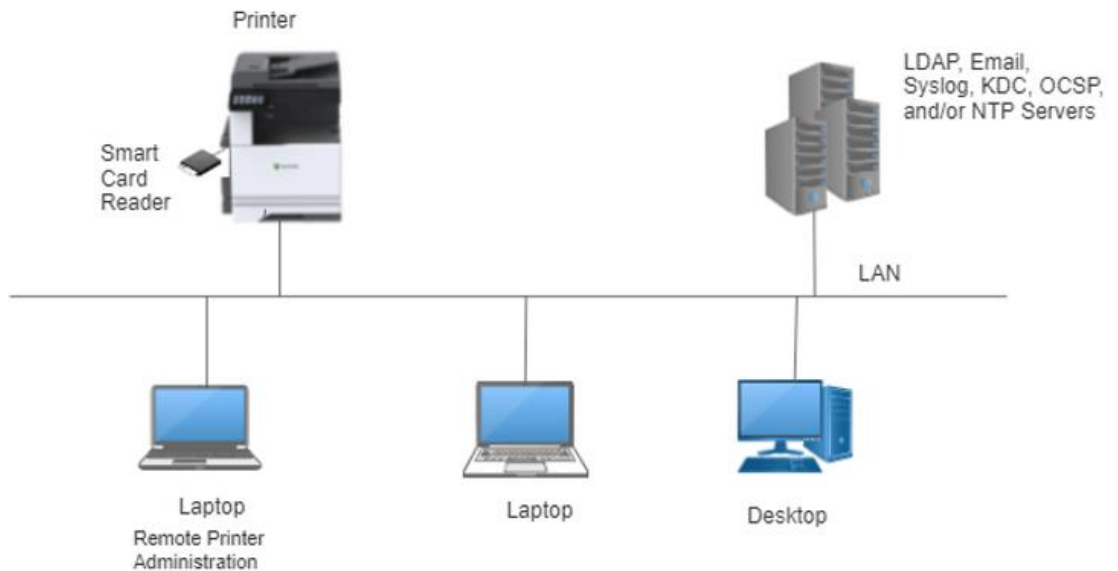 Printer
LDAP, Email,
Syslog, KDC, OCSP,
and/or NTP Servers
Smart
Card
Reader
LAN
Laptop
Remote Printer
Administration
Laptop
Desktop